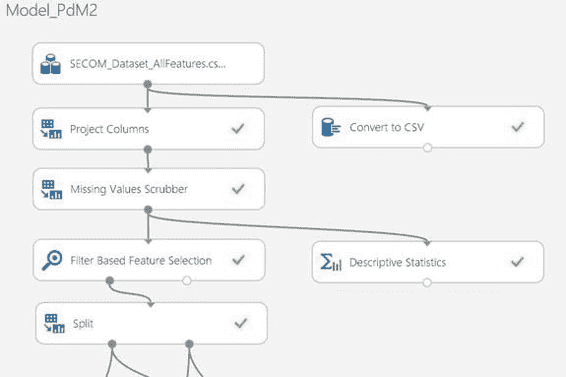 Model_PdM2
SECOM_Dataset_AllFeatures.cs...
Project Columns
Convert to CSV
Missing Values Scrubber
Filter Based Feature Selection
Descriptive Statistics
Split